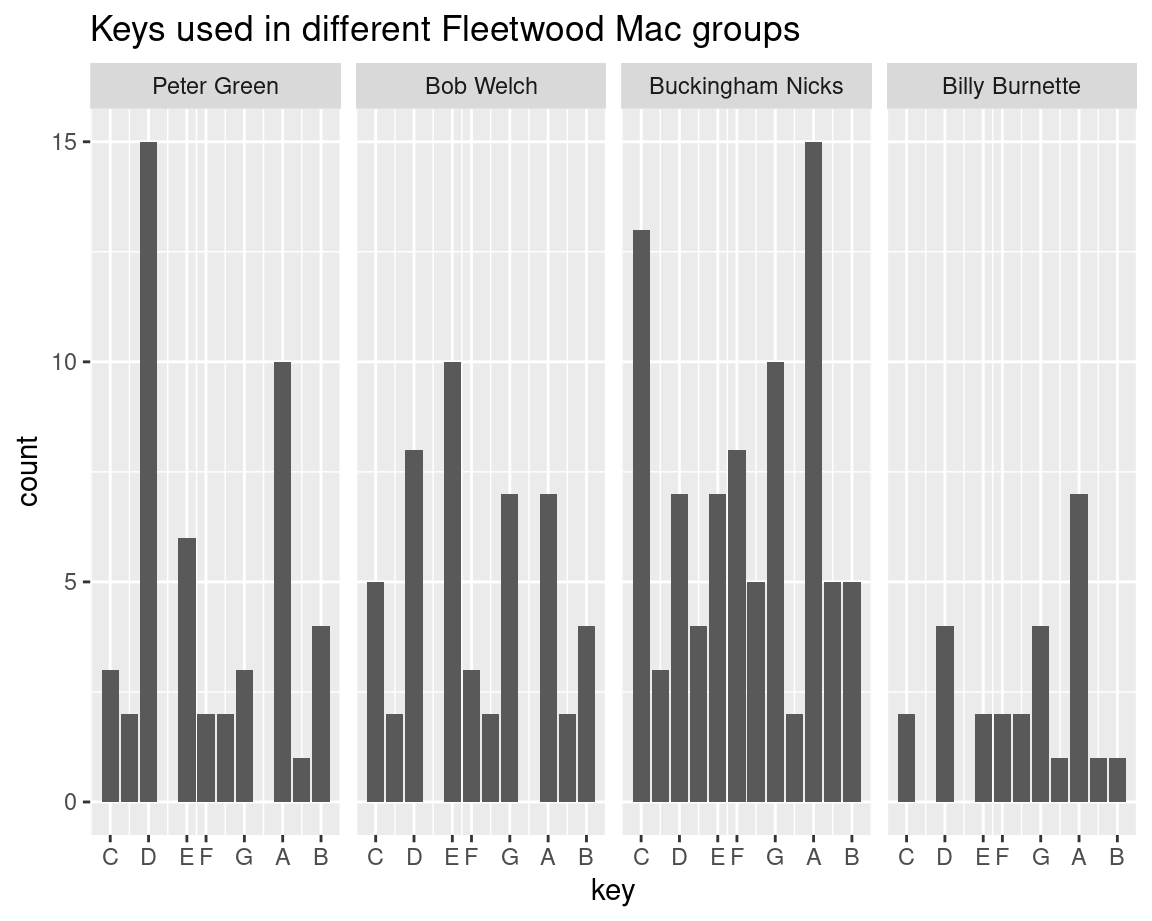 Keys used in different Fleetwood Mac groups
Peter Green Bob Welch Buckingham Nicks Billy Burnette
15
10
5
0
count
C D E F G A B C D E F G A B C D E F G A B C D E F G A B
key